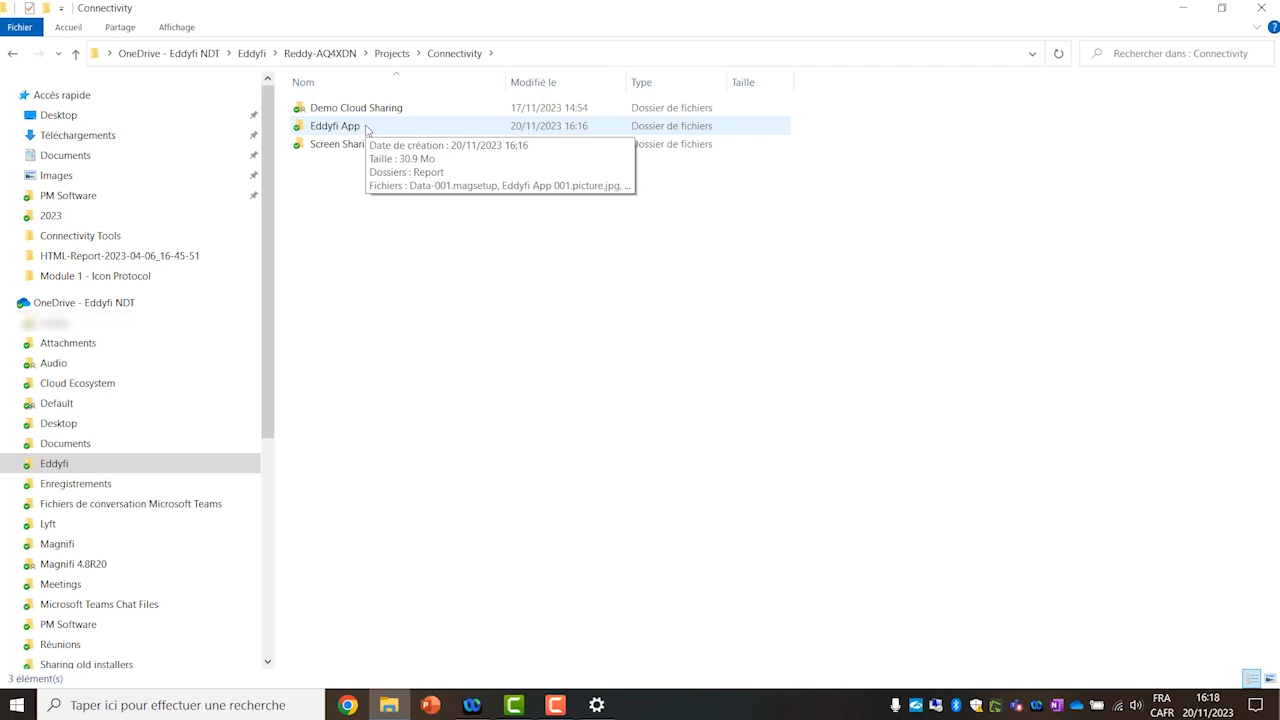 Connectivity
Fichier Accueil Partage Affichage
OneDrive - Eddyfi NDT Eddyfi Reddy-AQ4XDN Projects Connectivity
Rechercher dans : Connectivity
Nom Modifié le Type Taille
Demo Cloud Sharing 17/11/2023 14:54 Dossier de fichiers
Eddyfi App 20/11/2023 16:16 Dossier de fichiers
Screen Shari Dossier de fichiers
Date de création : 20/11/2023 16:16
Taille : 30.9 Mo
Dossiers : Report
Fichiers : Data-001.magsetup, Eddyfi App 001.picture.jpg, ...
Accès rapide
Desktop
Téléchargements
Documents
Images
PM Software
2023
Connectivity Tools
HTML-Report-2023-04-06_16-45-51
Module 1 - Icon Protocol
OneDrive - Eddyfi NDT
Attachments
Audio
Cloud Ecosystem
Default
Desktop
Documents
Eddyfi
Enregistrements
Fichiers de conversation Microsoft Teams
Lyft
Magnifi
Magnifi 4.8R20
Meetings
Microsoft Teams Chat Files
PM Software
Réunions
Sharing old installers
3 élément(s)
Taper ici pour effectuer une recherche
FRA
CAFR
16:18
20/11/2023